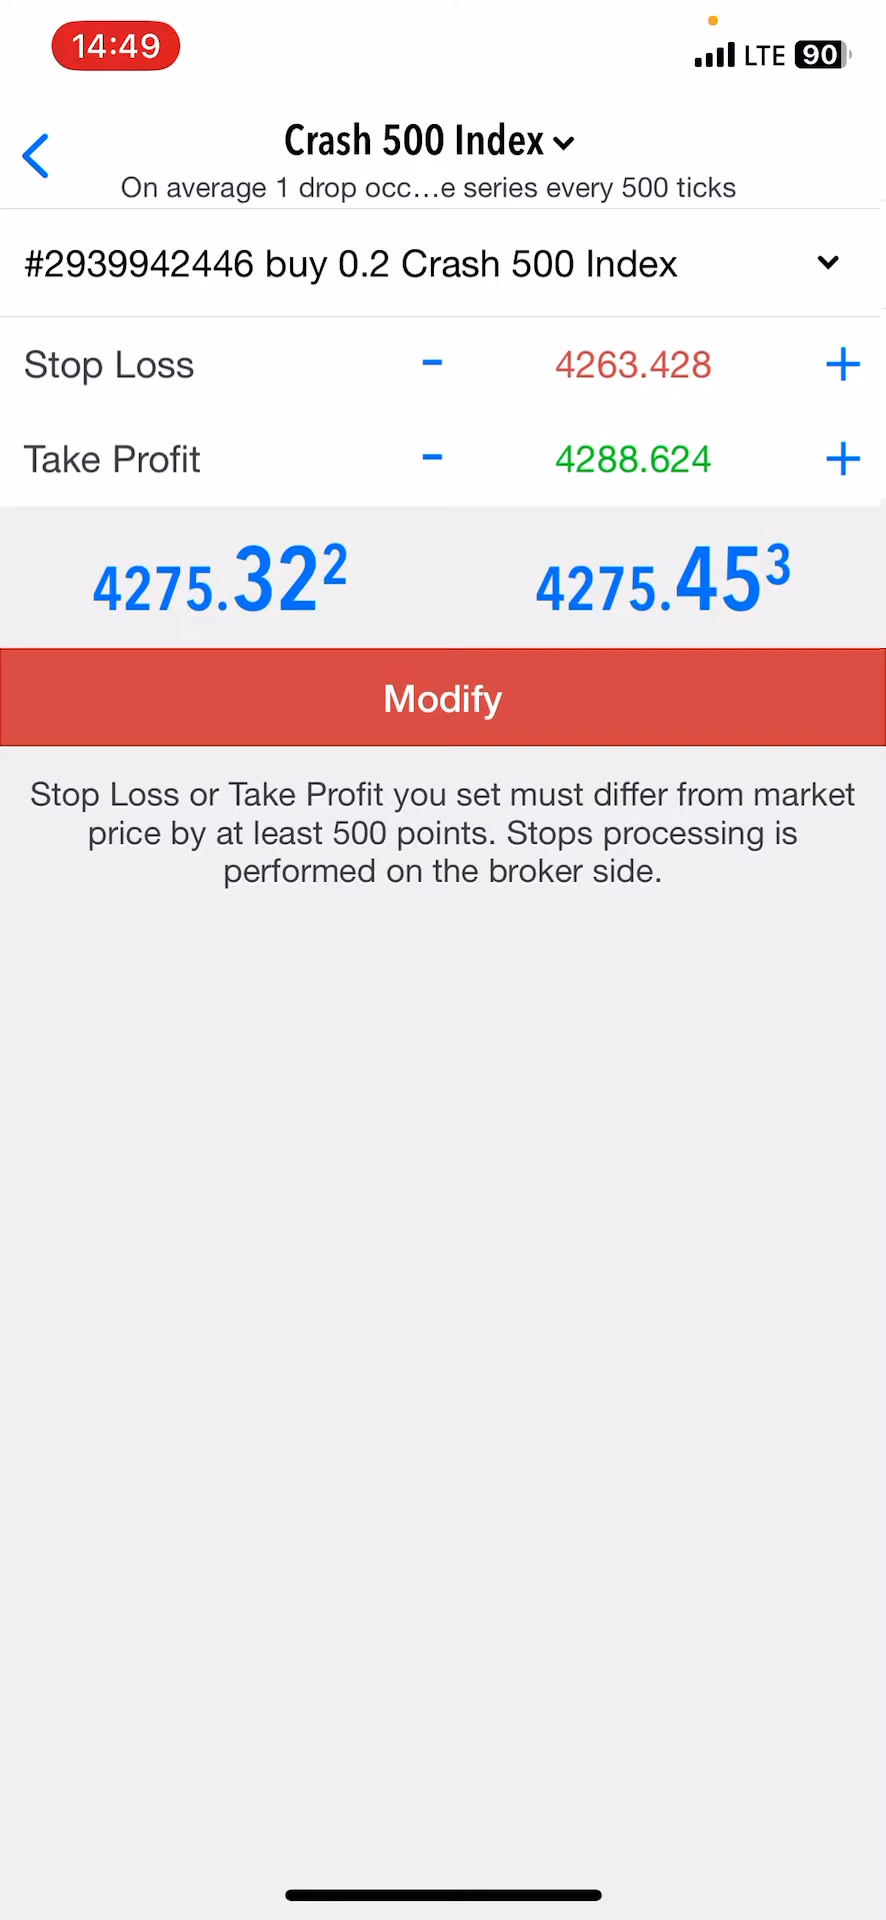 14:49
LTE 90
Crash 500 Index
On average 1 drop occ...e series every 500 ticks
#2939942446 buy 0.2 Crash 500 Index
Stop Loss - 4263.428 +
Take Profit - 4288.624 +
4275.322 4275.453
Modify
Stop Loss or Take Profit you set must differ from market
price by at least 500 points. Stops processing is
performed on the broker side.